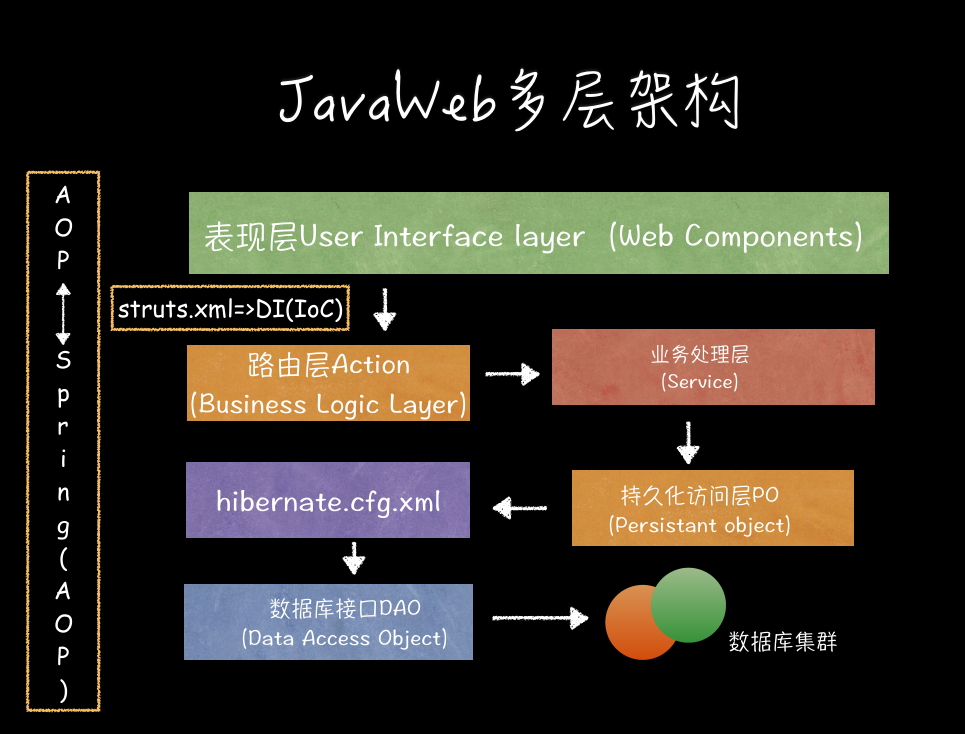 JavaWeb多层架构
AOP
Spring(AOP)
表现层User Interface layer (Web Components)
struts.xml=>DI(IoC)
路由层Action
(Business Logic Layer)
业务处理层
(Service)
hibernate.cfg.xml
持久化访问层PO
(Persistant object)
数据库接口DAO
(Data Access Object)
数据库集群